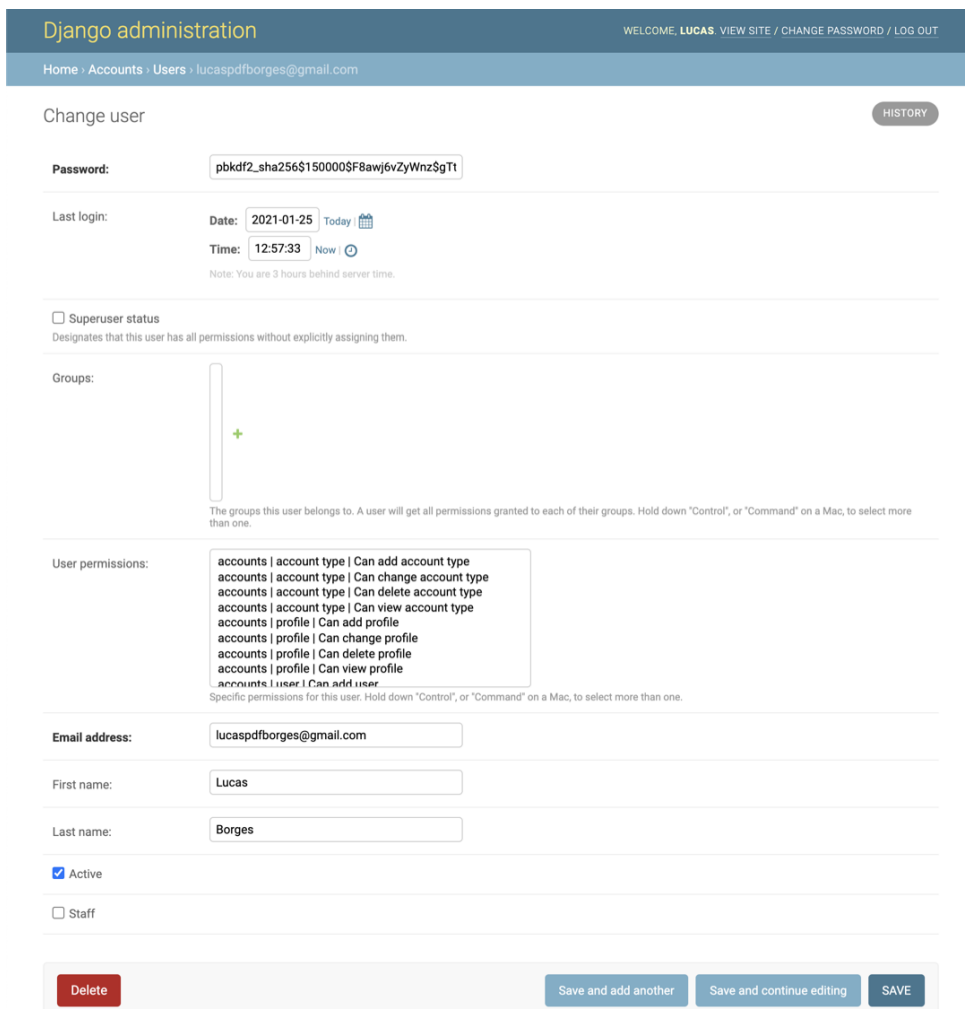 Django administration
WELCOME, LUCAS. VIEW SITE / CHANGE PASSWORD / LOG OUT
Home › Accounts › Users › lucaspdfborges@gmail.com
Change user
HISTORY
Password: pbkdf2_sha256$150000$F8awj6vZyWnz$gTt
Last login:
Date: 2021-01-25 Today |
Time: 12:57:33 Now |
Note: You are 3 hours behind server time.
Superuser status
Designates that this user has all permissions without explicitly assigning them.
Groups:
The groups this user belongs to. A user will get all permissions granted to each of their groups. Hold down "Control", or "Command" on a Mac, to select more
than one.
User permissions:
accounts | account type | Can add account type
accounts | account type | Can change account type
accounts | account type | Can delete account type
accounts | account type | Can view account type
accounts | profile | Can add profile
accounts | profile | Can change profile
accounts | profile | Can delete profile
accounts | profile | Can view profile
accounts | user | Can add user
Specific permissions for this user. Hold down "Control", or "Command" on a Mac, to select more than one.
Email address: lucaspdfborges@gmail.com
First name: Lucas
Last name: Borges
Active
Staff
Delete
Save and add another
Save and continue editing
SAVE